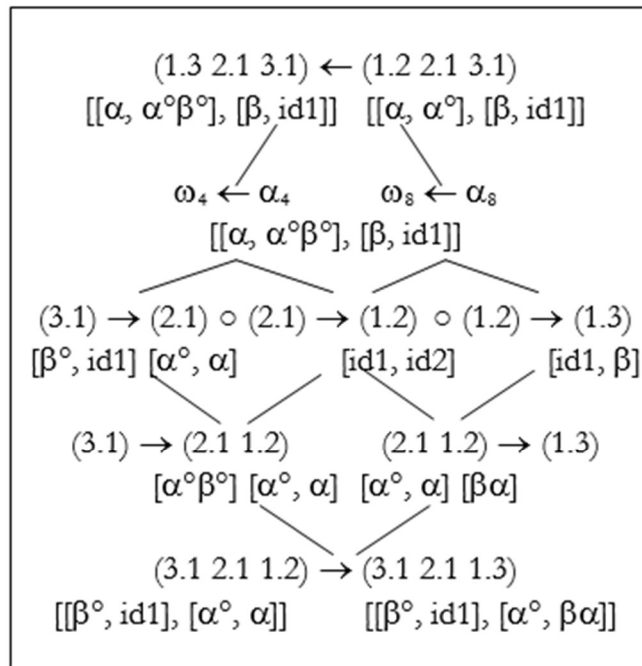 (1.3 2.1 3.1) ← (1.2 2.1 3.1)
[[α, α°β°], [β, id1]] [[α, α°], [β, id1]]
ω₄ ← α₄ ω₈ ← α₈
[[α, α°β°], [β, id1]]
(3.1) → (2.1) ○ (2.1) → (1.2) ○ (1.2) → (1.3)
[β°, id1] [α°, α] [id1, id2] [id1, β]
(3.1) → (2.1 1.2) (2.1 1.2) → (1.3)
[α°β°] [α°, α] [α°, α] [βα]
(3.1 2.1 1.2) → (3.1 2.1 1.3)
[[β°, id1], [α°, α]] [[β°, id1], [α°, βα]]